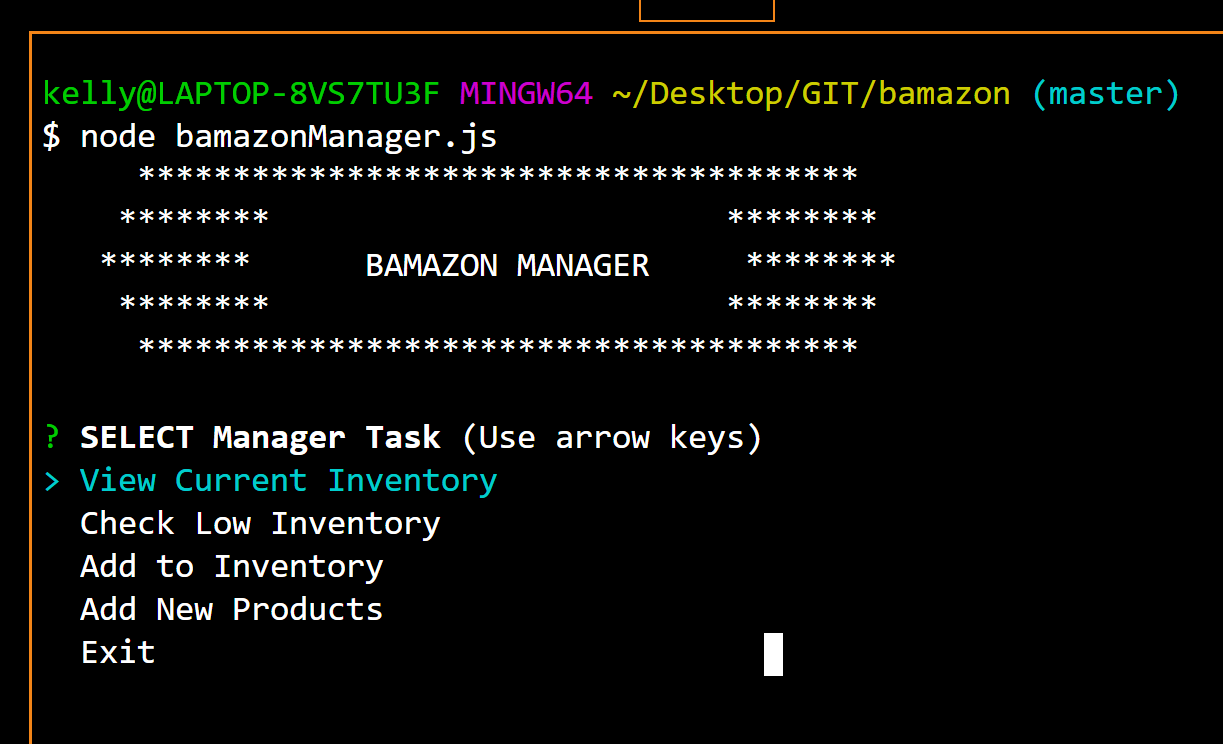 kelly@LAPTOP-8VS7TU3F MINGW64 ~/Desktop/GIT/bamazon (master)
$ node bamazonManager.js
**************************************
******** ********
******** BAMAZON MANAGER ********
******** ********
**************************************
? SELECT Manager Task (Use arrow keys)
> View Current Inventory
Check Low Inventory
Add to Inventory
Add New Products
Exit